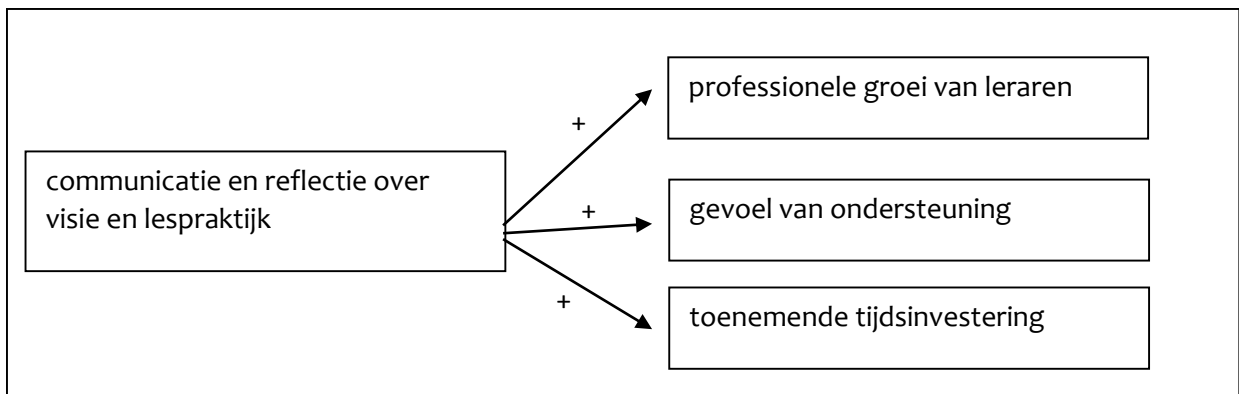 communicatie en reflectie over
visie en lespraktijk
+
professionele groei van leraren
+
gevoel van ondersteuning
+
toenemende tijdsinvestering